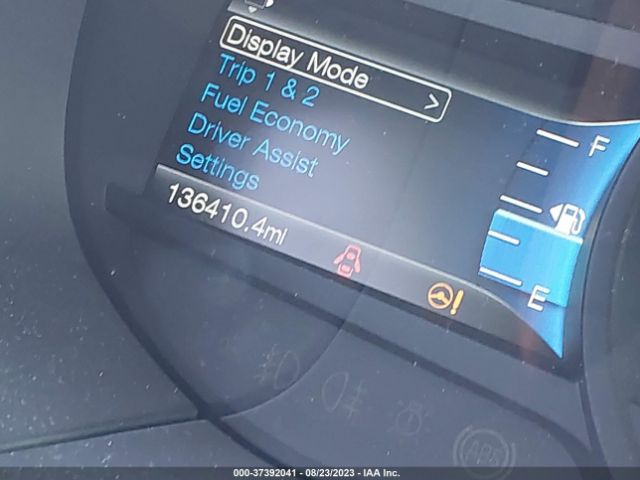 Display Mode >
Trip 1 & 2
Fuel Economy
Driver Assist
Settings
136410.4mi
F
E
ABS
000-37392041 - 08/23/2023 - IAA Inc.